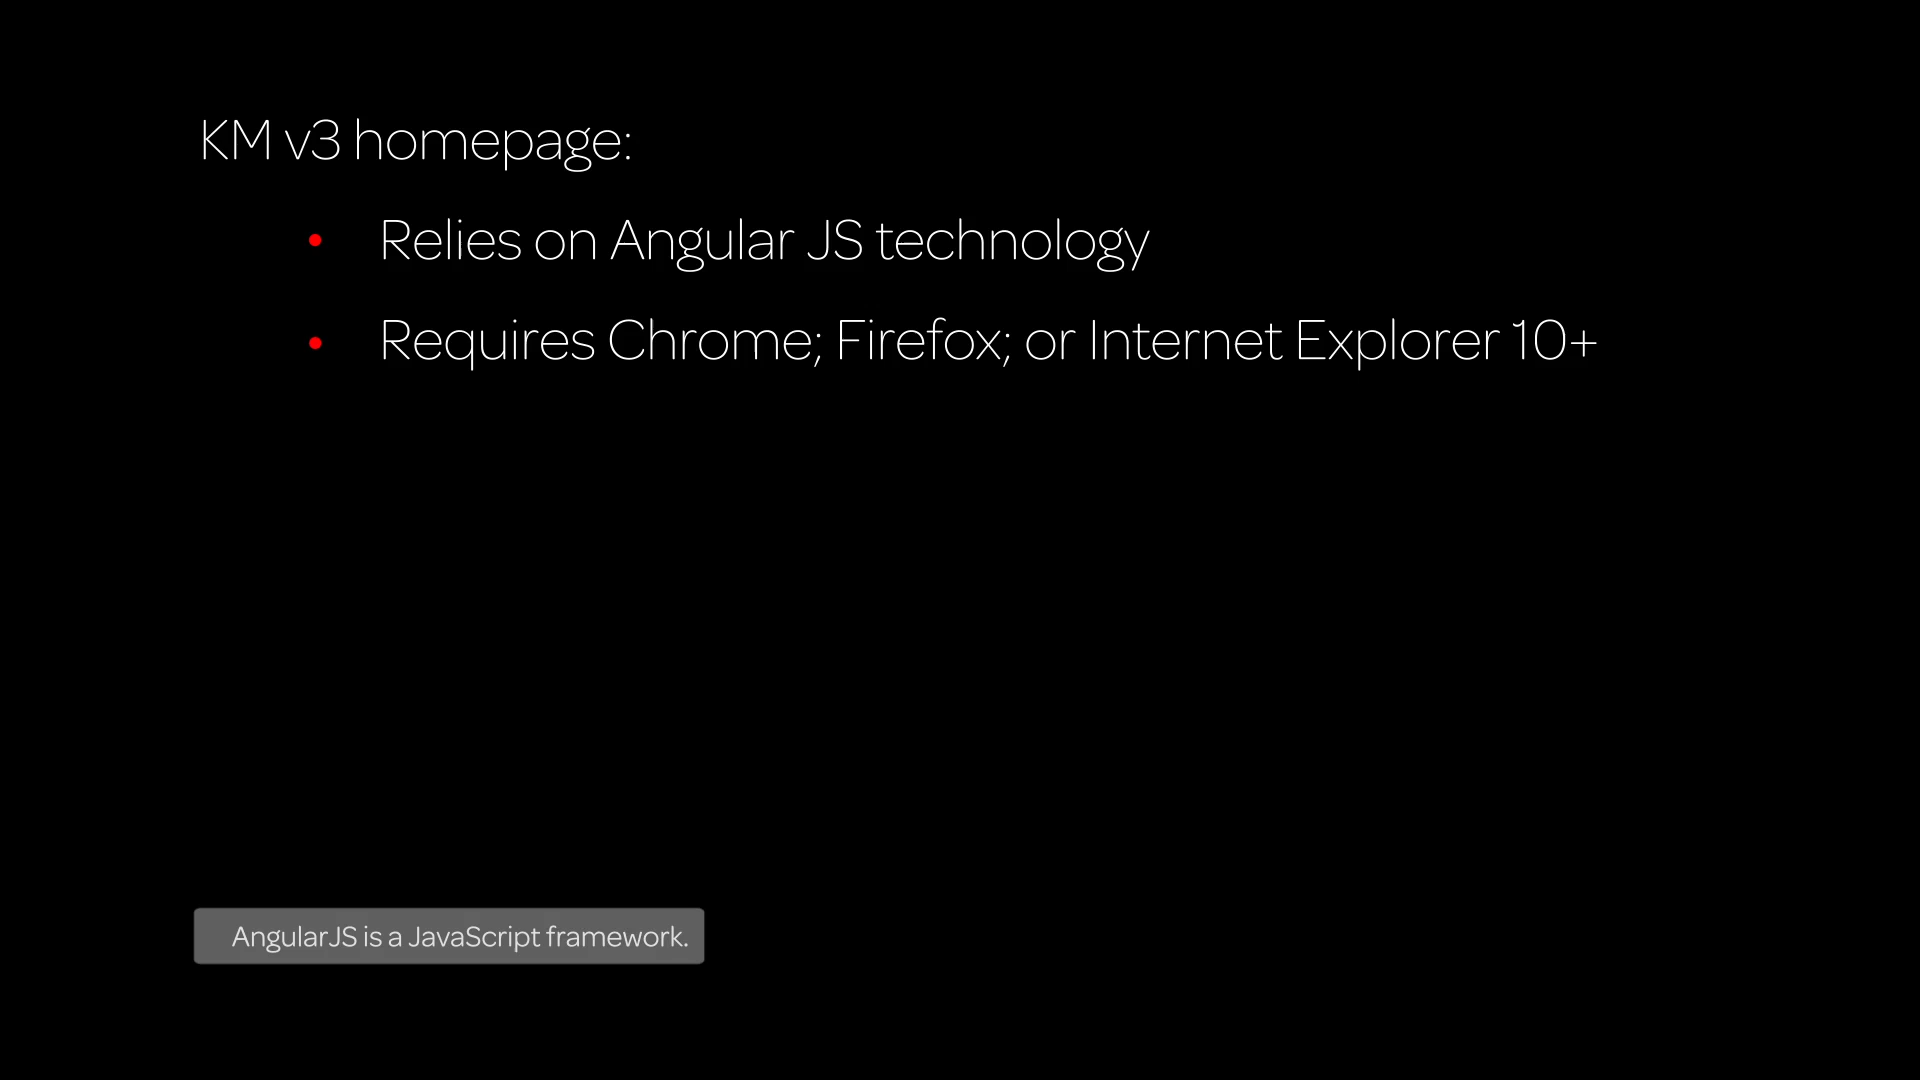 KM v3 homepage:
• Relies on Angular JS technology
• Requires Chrome; Firefox; or Internet Explorer 10+
AngularJS is a JavaScript framework.